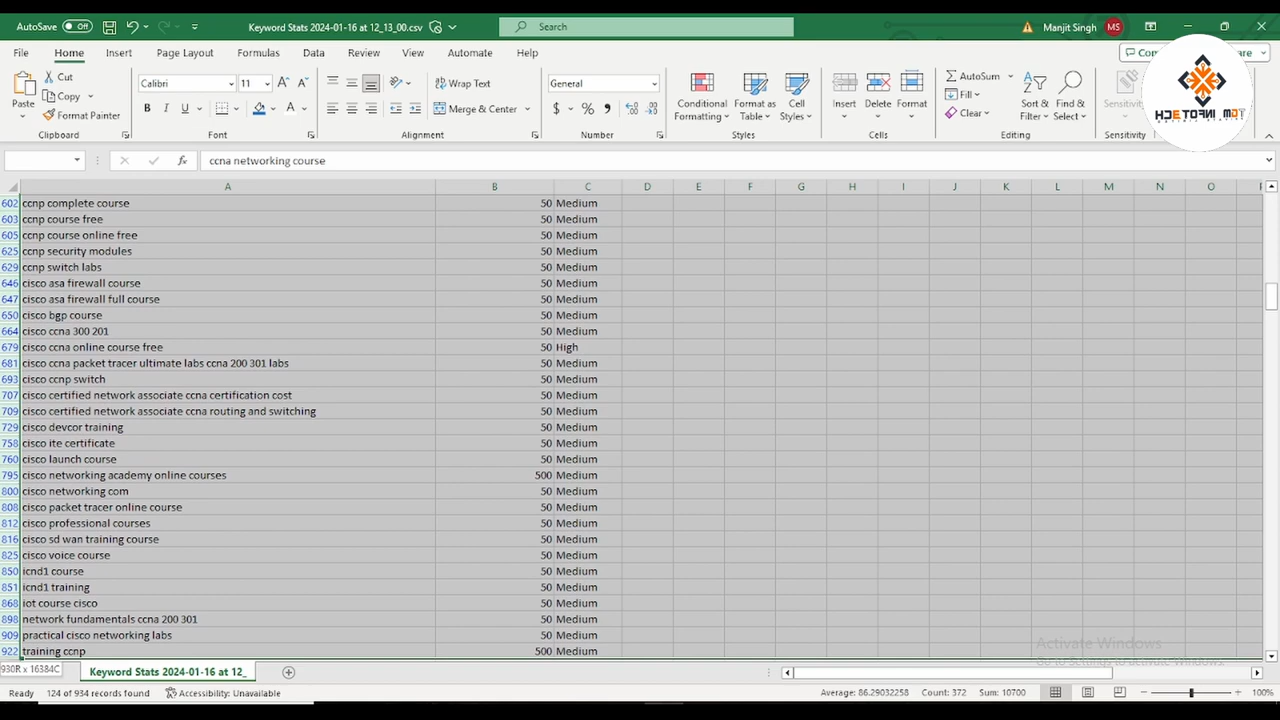 AutoSave Off Keyword Stats 2024-01-16 at 12_13_00.csv Search Manjit Singh MS
File Home Insert Page Layout Formulas Data Review View Automate Help
Paste Cut Copy Format Painter Clipboard
Calibri 11 B I U A Font
Wrap Text Merge & Center Alignment
General $ % , Number
Conditional Formatting Format as Table Cell Styles Styles
Insert Delete Format Cells
AutoSum Fill Clear Sort & Filter Find & Select Editing
Sensitivity Sensitivity
fx ccna networking course
A B C D E F G H I J K L M N O
602 ccnp complete course 50 Medium
603 ccnp course free 50 Medium
605 ccnp course online free 50 Medium
625 ccnp security modules 50 Medium
629 ccnp switch labs 50 Medium
646 cisco asa firewall course 50 Medium
647 cisco asa firewall full course 50 Medium
650 cisco bgp course 50 Medium
664 cisco ccna 300 201 50 Medium
679 cisco ccna online course free 50 High
681 cisco ccna packet tracer ultimate labs ccna 200 301 labs 50 Medium
693 cisco ccnp switch 50 Medium
707 cisco certified network associate ccna certification cost 50 Medium
709 cisco certified network associate ccna routing and switching 50 Medium
729 cisco devcor training 50 Medium
758 cisco ite certificate 50 Medium
760 cisco launch course 50 Medium
795 cisco networking academy online courses 500 Medium
800 cisco networking com 50 Medium
808 cisco packet tracer online course 50 Medium
812 cisco professional courses 50 Medium
816 cisco sd wan training course 50 Medium
825 cisco voice course 50 Medium
850 icnd1 course 50 Medium
851 icnd1 training 50 Medium
868 iot course cisco 50 Medium
898 network fundamentals ccna 200 301 50 Medium
909 practical cisco networking labs 50 Medium
922 training ccnp 500 Medium
Activate Windows
Go to Settings to activate Windows.
930R x 16384C Keyword Stats 2024-01-16 at 12_
Ready 124 of 934 records found Accessibility: Unavailable Average: 86.29032258 Count: 372 Sum: 10700 100%